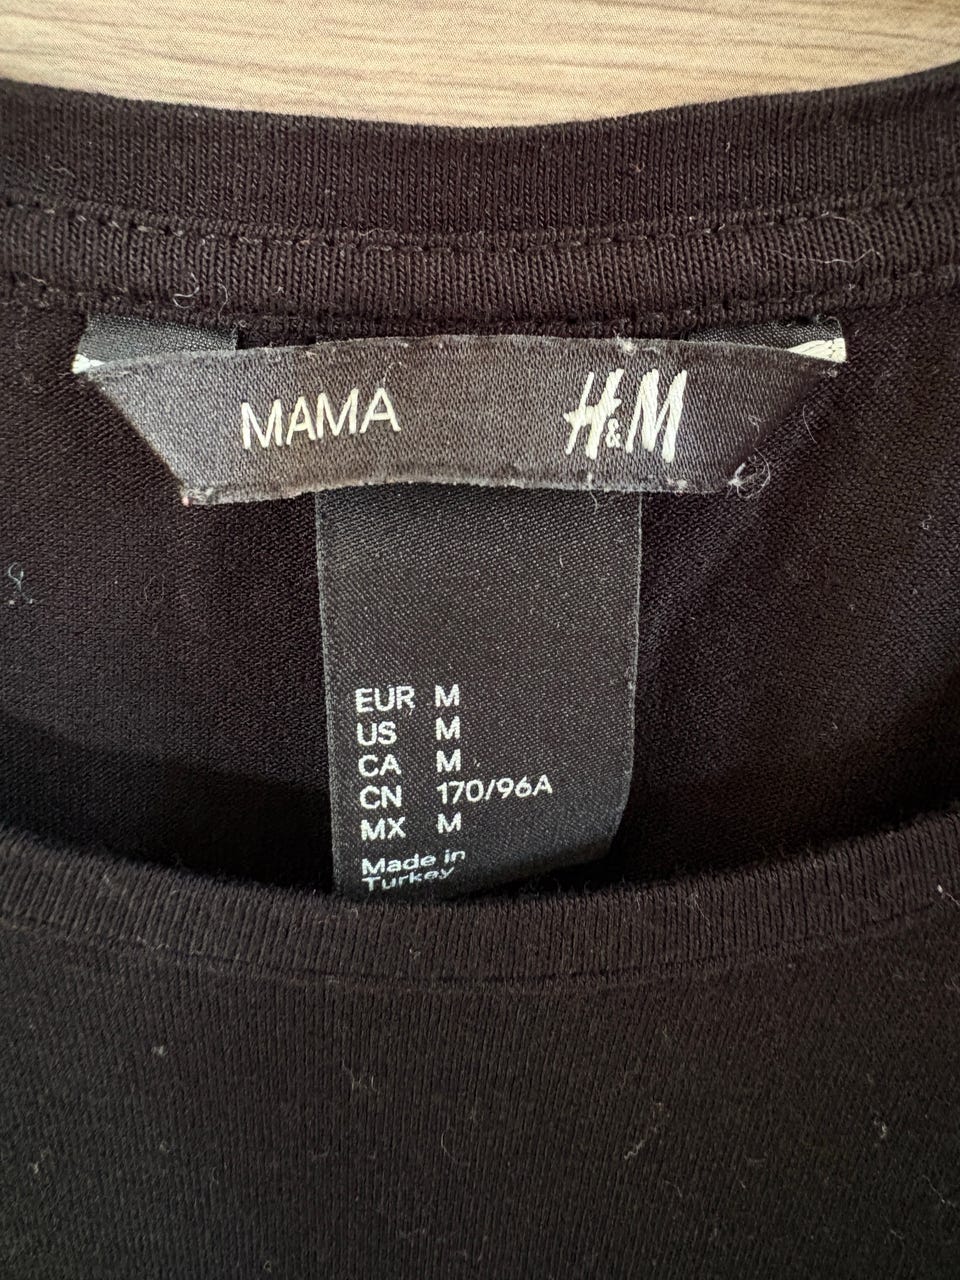 MAMA H&M
EUR M
US M
CA M
CN 170/96A
MX M
Made in
Turkey